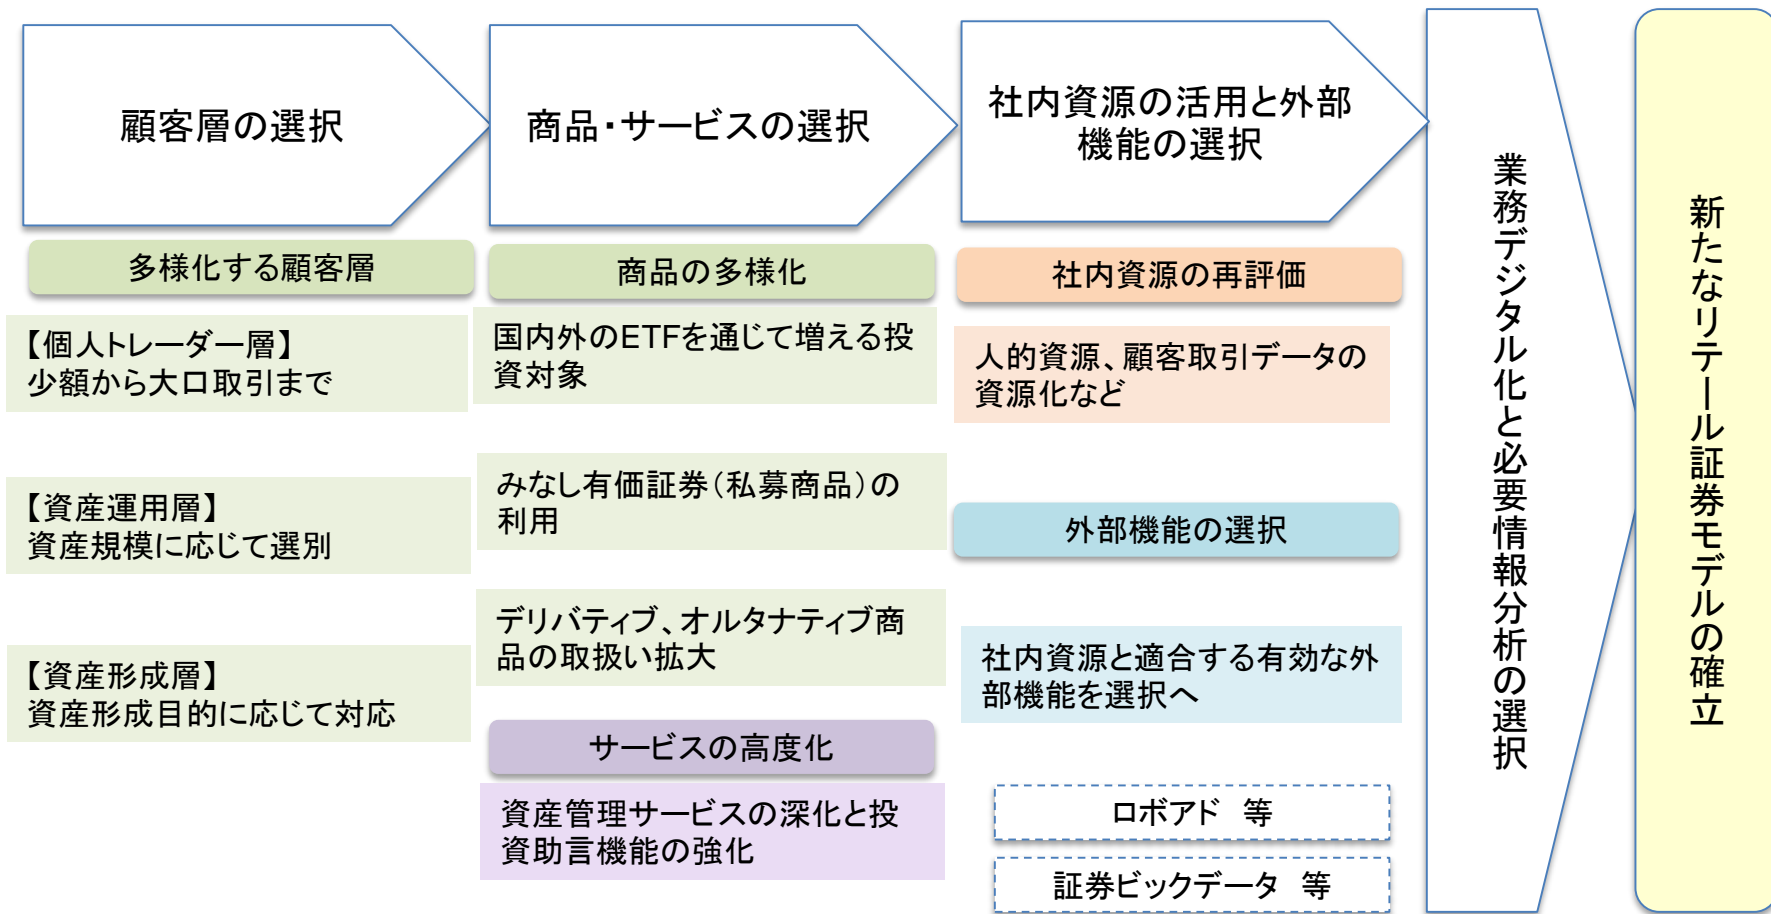 顧客層の選択
多様化する顧客層
【個人トレーダー層】
少額から大口取引まで
【資産運用層】
資産規模に応じて選別
【資産形成層】
資産形成目的に応じて対応
商品・サービスの選択
商品の多様化
国内外のETFを通じて増える投
資対象
みなし有価証券（私募商品）の
利用
デリバティブ、オルタナティブ商
品の取扱い拡大
サービスの高度化
資産管理サービスの深化と投
資助言機能の強化
社内資源の活用と外部
機能の選択
社内資源の再評価
人的資源、顧客取引データの
資源化など
外部機能の選択
社内資源と適合する有効な外
部機能を選択へ
ロボアド　等
証券ビックデータ　等
業務デジタル化と必要情報分析の選択
新たなリテール証券モデルの確立